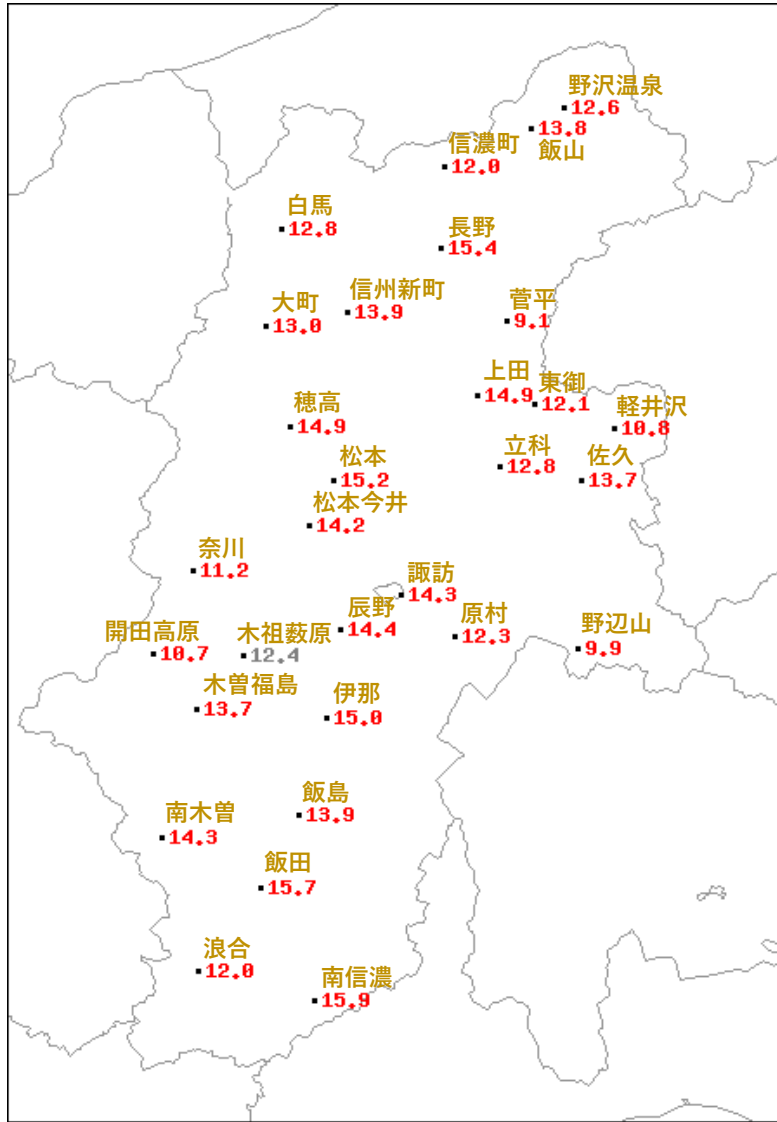 野沢温泉
12.6
13.8
飯山
信濃町
12.0
白馬
12.8
長野
15.4
信州新町
13.9
大町
13.0
菅平
9.1
上田
14.9
東御
12.1
軽井沢
10.8
穂高
14.9
立科
12.8
佐久
13.7
松本
15.2
松本今井
14.2
奈川
11.2
諏訪
14.3
辰野
14.4
原村
12.3
野辺山
9.9
開田高原
10.7
木祖薮原
12.4
木曽福島
13.7
伊那
15.0
飯島
13.9
南木曽
14.3
飯田
15.7
浪合
12.0
南信濃
15.9